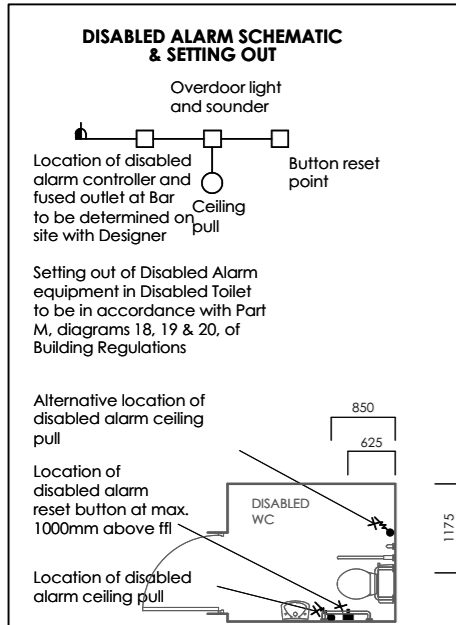 DISABLED ALARM SCHEMATIC
& SETTING OUT
Overdoor light
and sounder
Location of disabled
alarm controller and
fused outlet at Bar
to be determined on
site with Designer
Ceiling
pull
Button reset
point
Setting out of Disabled Alarm
equipment in Disabled Toilet
to be in accordance with Part
M, diagrams 18, 19 & 20, of
Building Regulations
Alternative location of
disabled alarm ceiling
pull
850
625
Location of
disabled alarm
reset button at max.
1000mm above ffl
DISABLED
WC
1175
Location of disabled
alarm ceiling pull